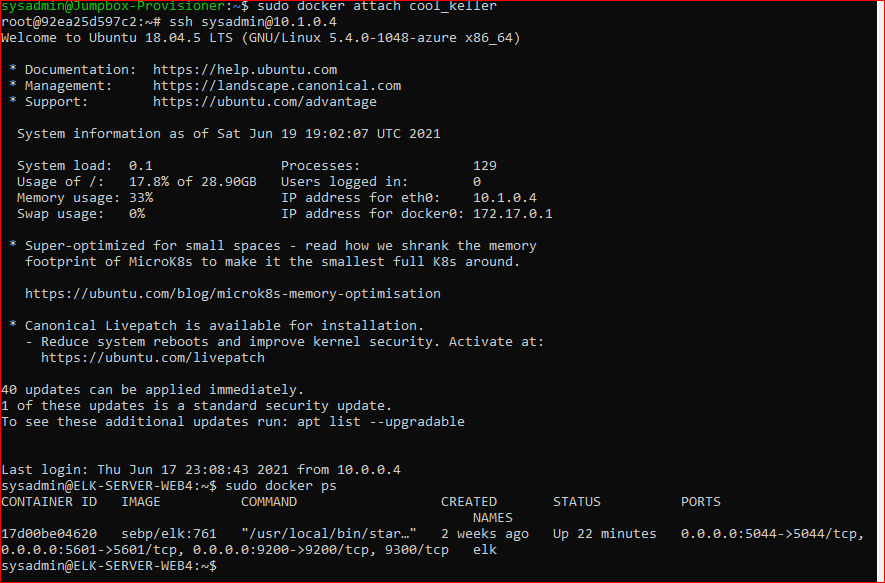 sysadmin@Jumpbox-Provisioner:~$ sudo docker attach cool_keller
root@92ea25d597c2:~# ssh sysadmin@10.1.0.4
Welcome to Ubuntu 18.04.5 LTS (GNU/Linux 5.4.0-1048-azure x86_64)

 * Documentation:  https://help.ubuntu.com
 * Management:     https://landscape.canonical.com
 * Support:        https://ubuntu.com/advantage

  System information as of Sat Jun 19 19:02:07 UTC 2021

  System load:  0.1                Processes:              129
  Usage of /:   17.8% of 28.90GB   Users logged in:        0
  Memory usage: 33%                IP address for eth0:    10.1.0.4
  Swap usage:   0%                 IP address for docker0: 172.17.0.1

 * Super-optimized for small spaces - read how we shrank the memory
   footprint of MicroK8s to make it the smallest full K8s around.

   https://ubuntu.com/blog/microk8s-memory-optimisation

 * Canonical Livepatch is available for installation.
   - Reduce system reboots and improve kernel security. Activate at:
     https://ubuntu.com/livepatch

40 updates can be applied immediately.
1 of these updates is a standard security update.
To see these additional updates run: apt list --upgradable


Last login: Thu Jun 17 23:08:43 2021 from 10.0.0.4
sysadmin@ELK-SERVER-WEB4:~$ sudo docker ps
CONTAINER ID   IMAGE          COMMAND                  CREATED       STATUS          PORTS
                                                           NAMES
17d00be04620   sebp/elk:761   "/usr/local/bin/star…"   2 weeks ago   Up 22 minutes   0.0.0.0:5044->5044/tcp,
0.0.0.0:5601->5601/tcp, 0.0.0.0:9200->9200/tcp, 9300/tcp   elk
sysadmin@ELK-SERVER-WEB4:~$